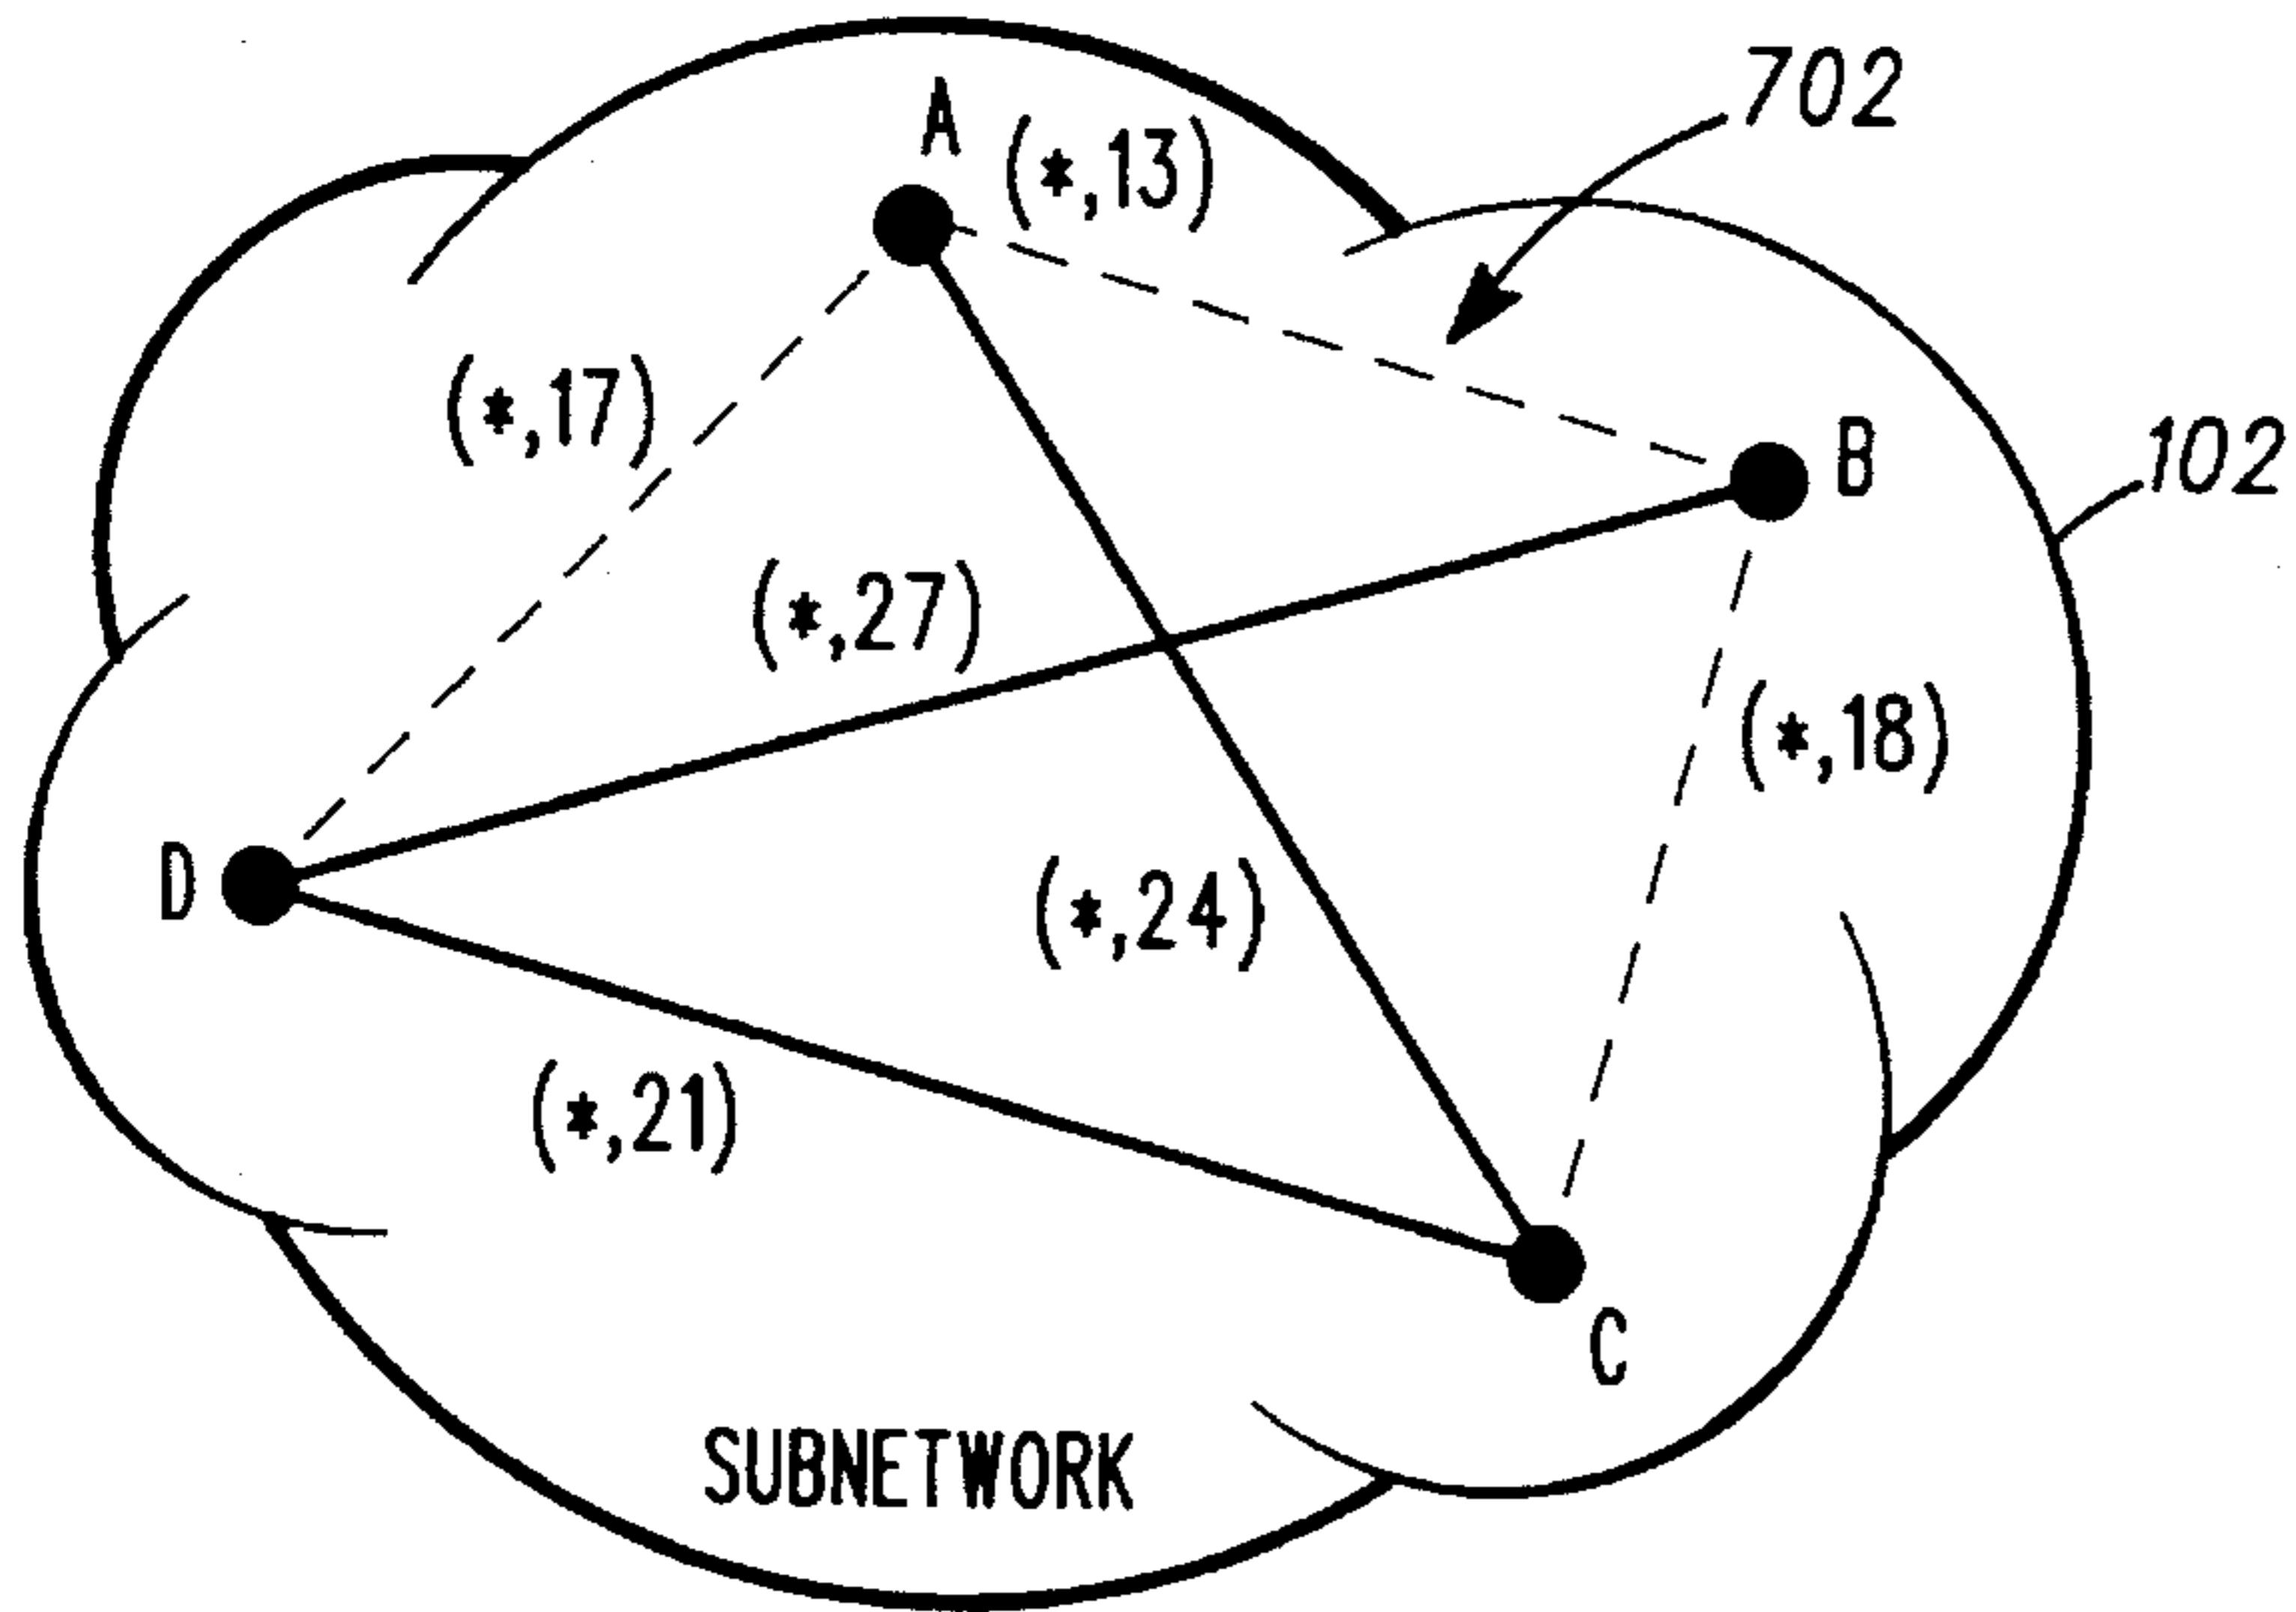 702
A
(*,13)
(*,17)
B
102
(*,27)
(*,18)
D
(*,24)
(*,21)
C
SUBNETWORK